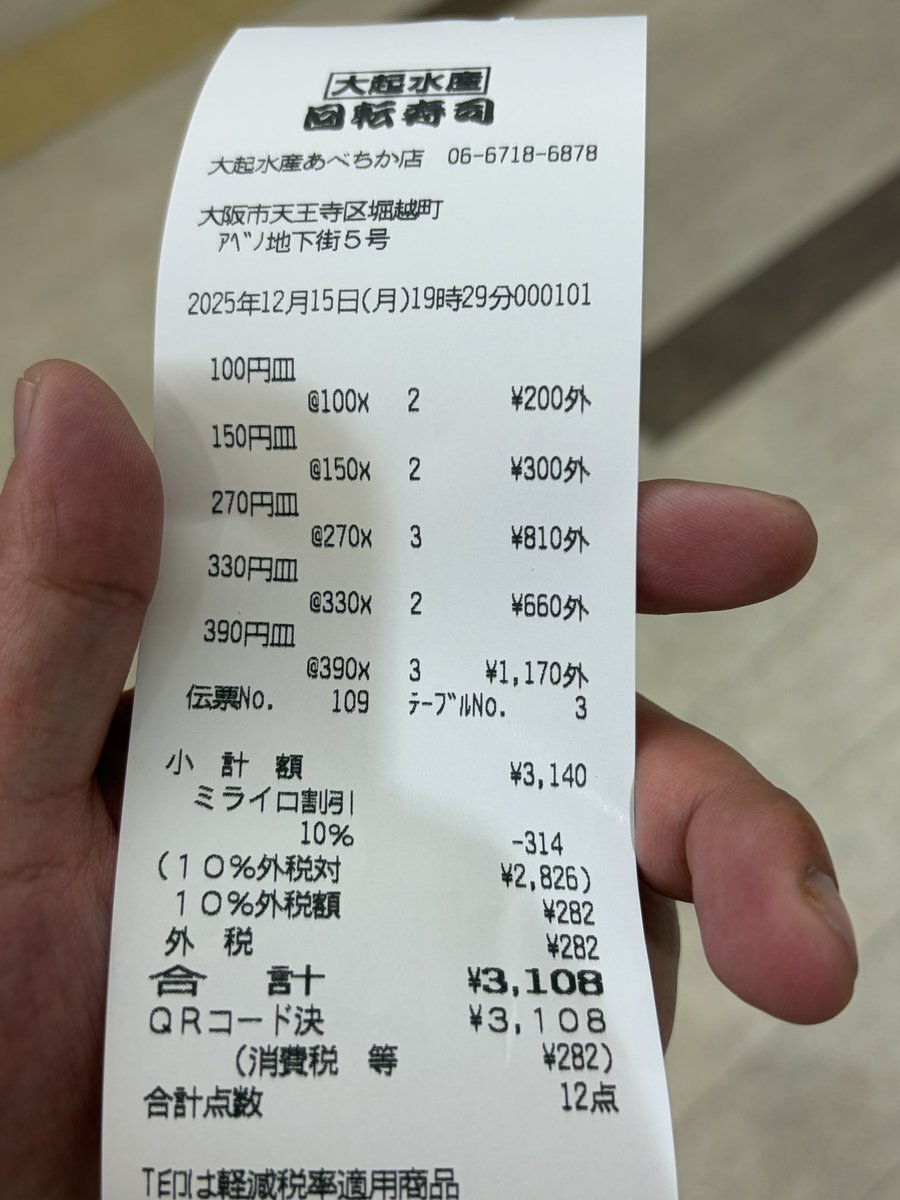 大起水産
回転寿司
大起水産あべちか店 06-6718-6878
大阪市天王寺区堀越町
ｱﾍﾞﾉ地下街５号
2025年12月15日(月)19時29分000101
100円皿
@100x 2 ¥200外
150円皿
@150x 2 ¥300外
270円皿
@270x 3 ¥810外
330円皿
@330x 2 ¥660外
390円皿
@390x 3 ¥1,170外
伝票No. 109 ﾃｰﾌﾞﾙNo. 3
小計額 ¥3,140
ミライロ割引
10% -314
(１０%外税対 ¥2,826)
１０%外税額 ¥282
外税 ¥282
合計 ¥3,108
ＱＲコード決 ¥３,１０８
(消費税 等 ¥282)
合計点数 12点
T印は軽減税率適用商品